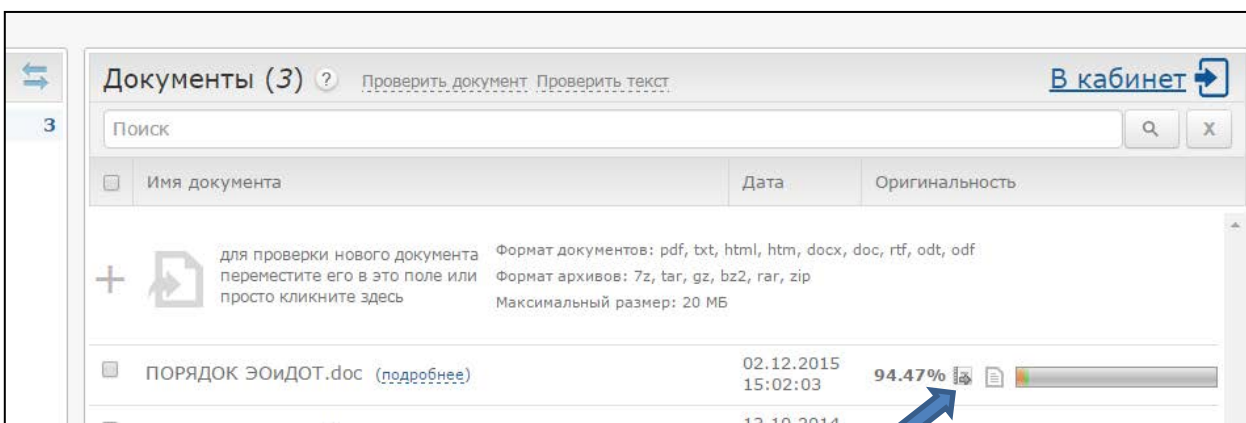 Документы (3) ? Проверить документ Проверить текст В кабинет
3
Поиск X
Имя документа Дата Оригинальность
для проверки нового документа
переместите его в это поле или
просто кликните здесь
Формат документов: pdf, txt, html, htm, docx, doc, rtf, odt, odf
Формат архивов: 7z, tar, gz, bz2, rar, zip
Максимальный размер: 20 МБ
ПОРЯДОК ЭОиДОТ.doc (подробнее) 02.12.2015
15:02:03 94.47%